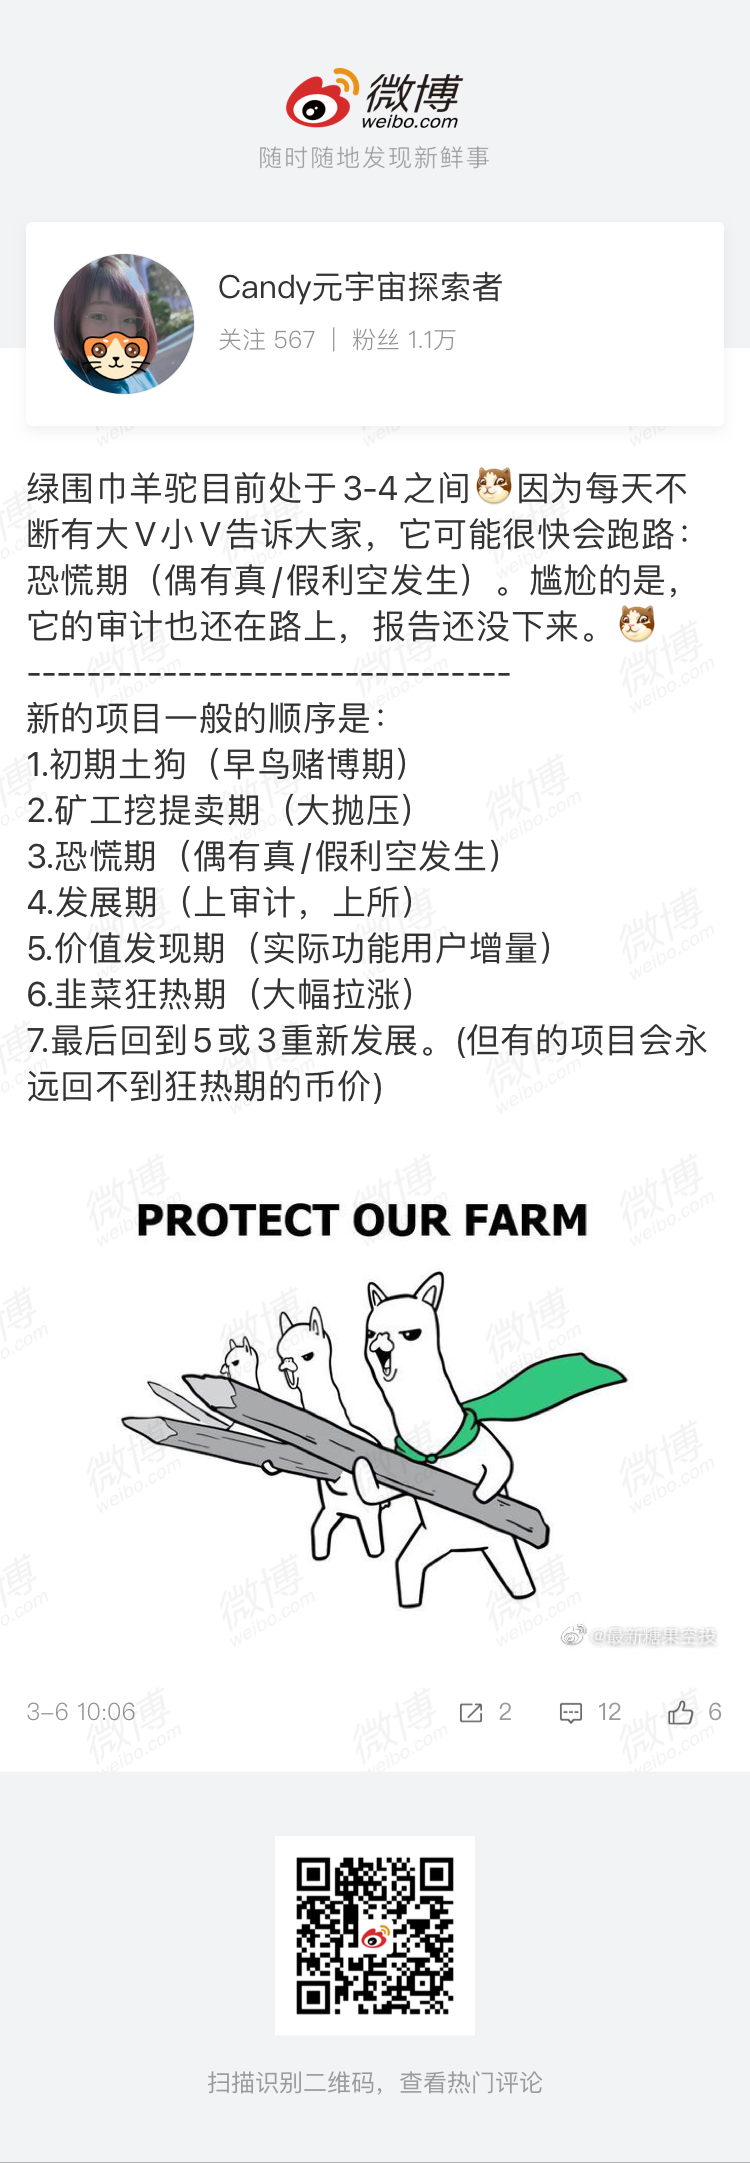 微博
weibo.com
随时随地发现新鲜事
Candy元宇宙探索者
关注 567 | 粉丝 1.1万
绿围巾羊驼目前处于3-4之间🐱因为每天不
断有大V小V告诉大家，它可能很快会跑路：
恐慌期（偶有真/假利空发生）。尴尬的是，
它的审计也还在路上，报告还没下来。🐱
--------------------------------
新的项目一般的顺序是：
1.初期土狗（早鸟赌博期）
2.矿工挖提卖期（大抛压）
3.恐慌期（偶有真/假利空发生）
4.发展期（上审计，上所）
5.价值发现期（实际功能用户增量）
6.韭菜狂热期（大幅拉涨）
7.最后回到5或3重新发展。(但有的项目会永
远回不到狂热期的币价)
PROTECT OUR FARM
@最新糖果空投
3-6 10:06
2
12
6
扫描识别二维码，查看热门评论